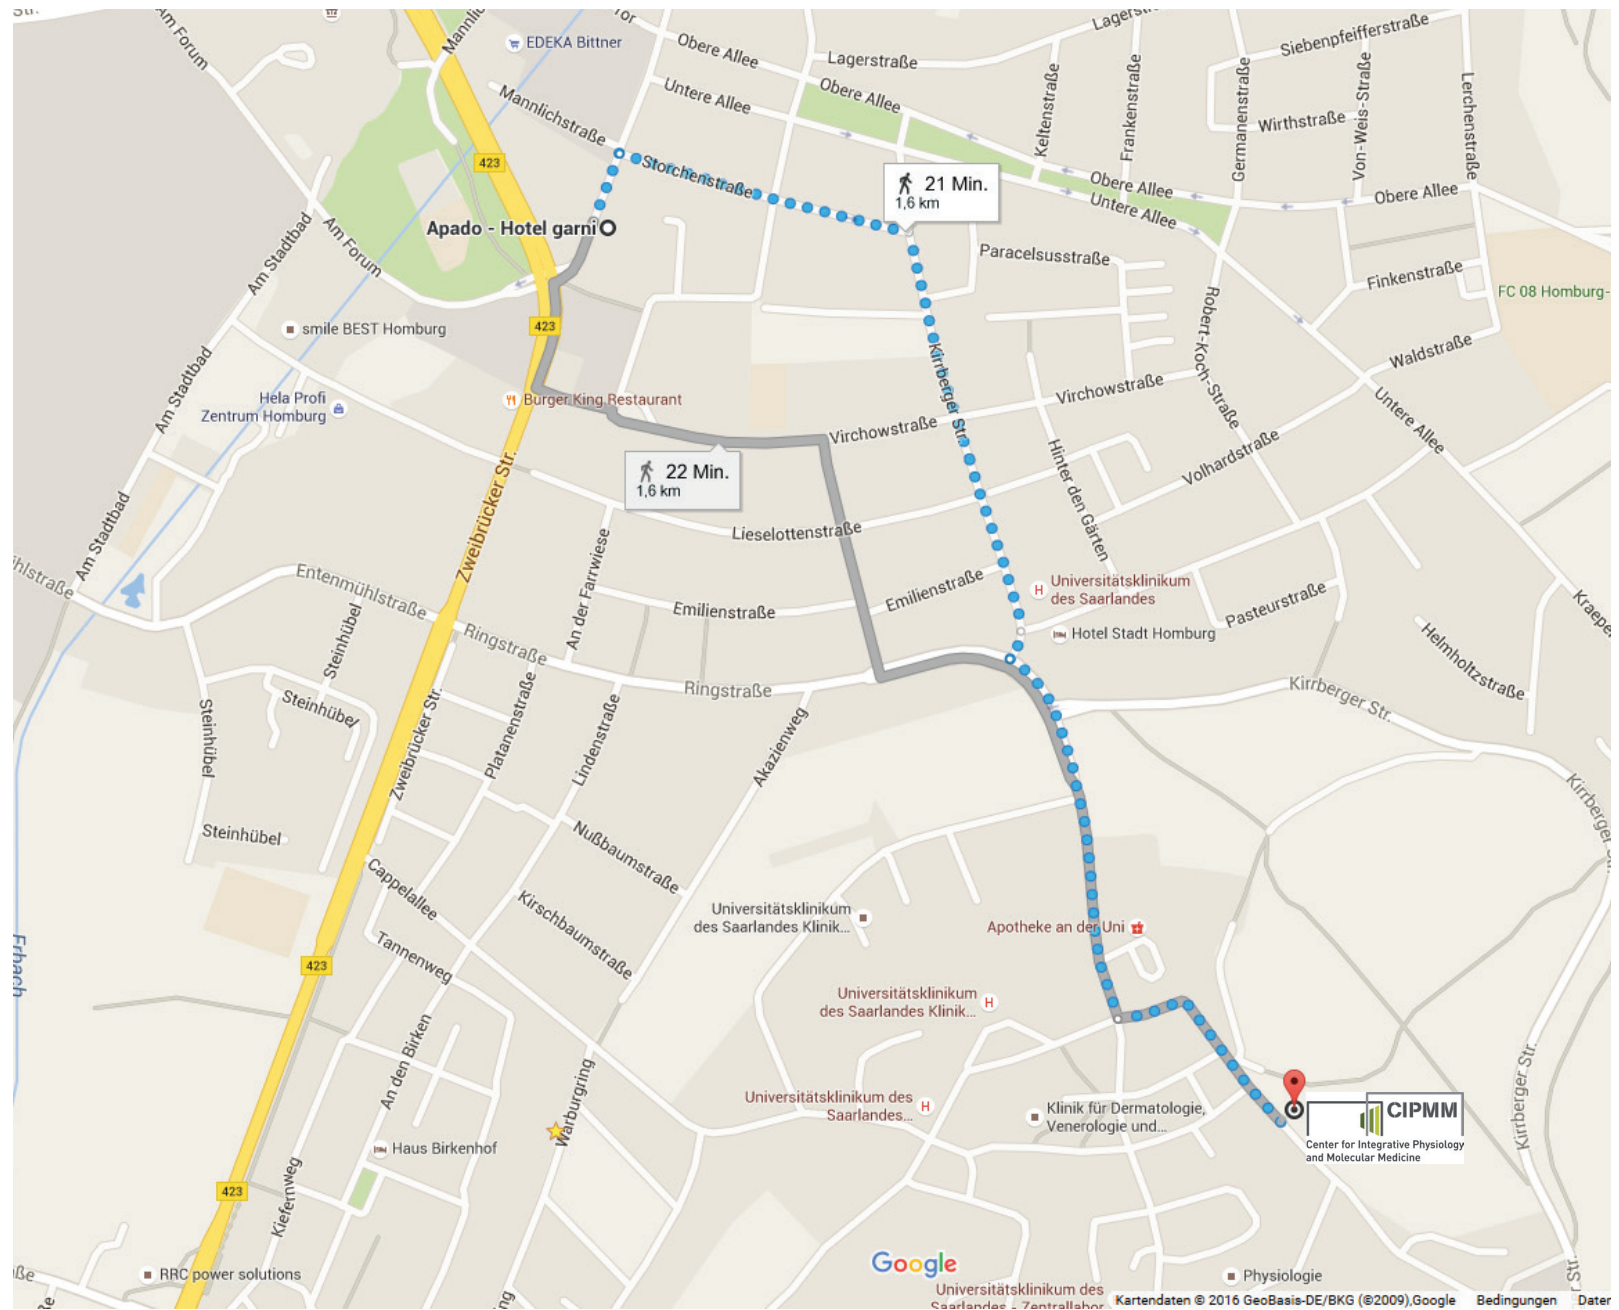 Str.
Am Forum
Mannlich
EDEKA Bittner
Obere Allee
Lagerstraße
Siebenpfeifferstraße
Mannlichstraße
Untere Allee
Obere Allee
Keltenstraße
Frankenstraße
Germanenstraße
Wirthstraße
Von-Weis-Straße
Lerchenstraße
423
Storchenstraße
21 Min.
1,6 km
Obere Allee
Untere Allee
Obere Allee
Apado - Hotel garni
Am Stadtbad
Am Forum
Paracelsusstraße
Finkenstraße
FC 08 Homburg-
Robert-Koch-Straße
smile BEST Homburg
423
Kirrberger Str.
Waldstraße
Am Stadtbad
Hela Profi
Zentrum Homburg
Burger King Restaurant
Virchowstraße
Virchowstraße
Untere Allee
22 Min.
1,6 km
Hinter den Gärten
Volhardstraße
Zweibrücker Str.
Am Stadtbad
Lieselottenstraße
An der Farrwiese
Entenmühlstraße
Emilienstraße
Emilienstraße
Universitätsklinikum
des Saarlandes
Pasteurstraße
Hotel Stadt Homburg
Steinhübel
Ringstraße
Helmholtzstraße
Ringstraße
Kirrberger Str.
Steinhübel
Steinhübel
Zweibrücker Str.
Platanenstraße
Lindenstraße
Akazienweg
Steinhübel
Nußbaumstraße
Cappelallee
Kirschbaumstraße
Universitätsklinikum
des Saarlandes Klinik...
Apotheke an der Uni
Tannenweg
Erbach
423
Universitätsklinikum
des Saarlandes Klinik...
An den Birken
Kirrberger Str.
Universitätsklinikum des
Saarlandes...
Klinik für Dermatologie,
Venerologie und...
CIPMM
Center for Integrative Physiology
and Molecular Medicine
Warburgring
Haus Birkenhof
423
Kiefernweg
RRC power solutions
Google
Physiologie
Universitätsklinikum des
Saarlandes - Zentrallabor
Kartendaten © 2016 GeoBasis-DE/BKG (©2009),Google Bedingungen